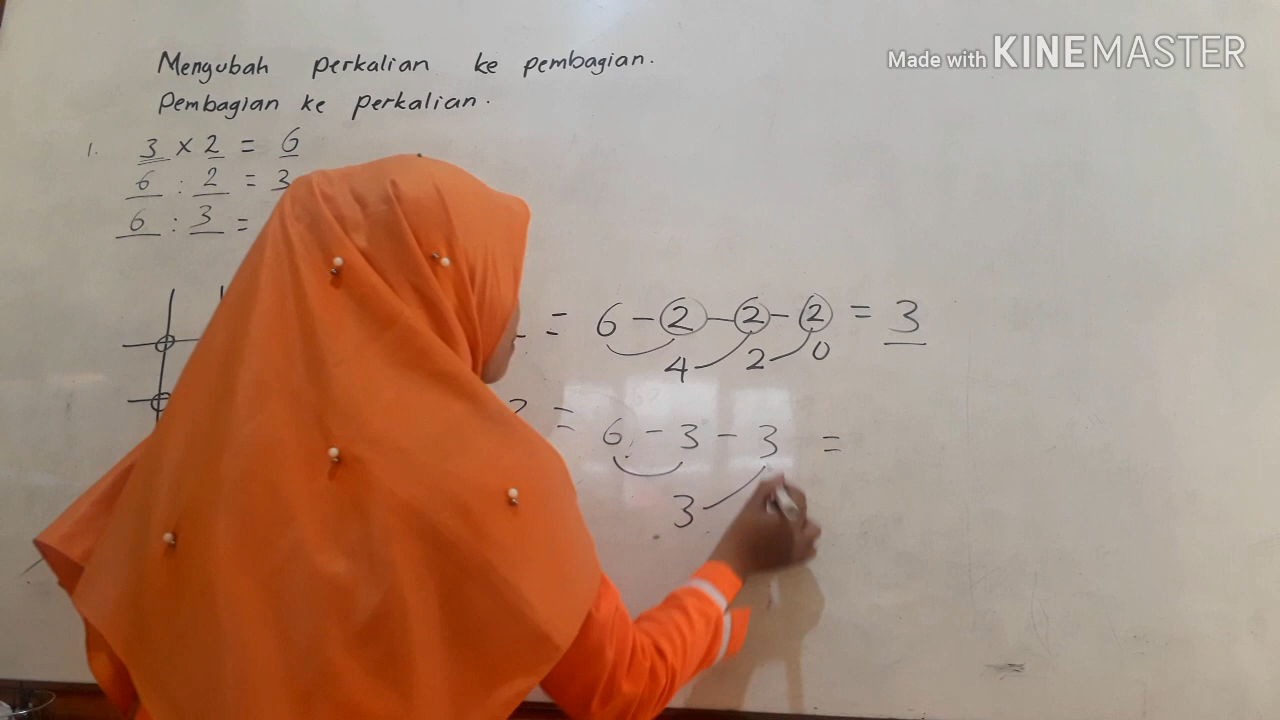 Made with KINEMASTER
Mengubah perkalian ke pembagian.
Pembagian ke perkalian.
1. 3 × 2 = 6
6 : 2 = 3
6 : 3 =
= 6 - 2 - 2 - 2 = 3
4 2 0
= 6 - 3 - 3 =
3